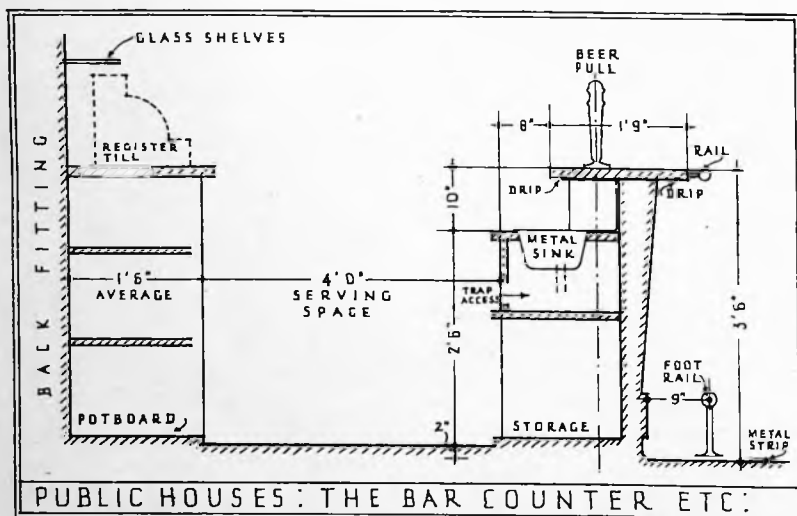 GLASS SHELVES
BEER
PULL
8"
1'9"
REGISTER
TILL
RAIL
DRIP
DRIP
10"
BACK FITTING
METAL
SINK
1'6"
AVERAGE
4'0"
SERVING
SPACE
TRAP
ACCESS
2'6"
3'6"
FOOT
RAIL
9"
POTBOARD
2"
STORAGE
METAL
STRIP
PUBLIC HOUSES: THE BAR COUNTER ETC: